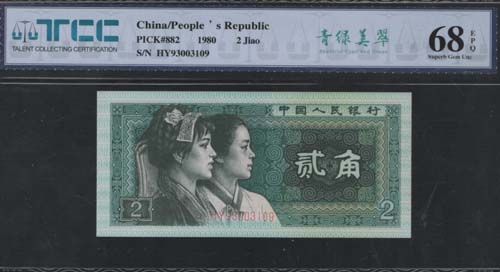 TCC
TALENT COLLECTING CERTIFICATION
China/People ’ s Republic
PICK#882 1980 2 Jiao
S/N HY93003109
青绿美翠
68 EPQ
Superb Gem Unc
中国人民银行
贰角
HY93003109
2
2